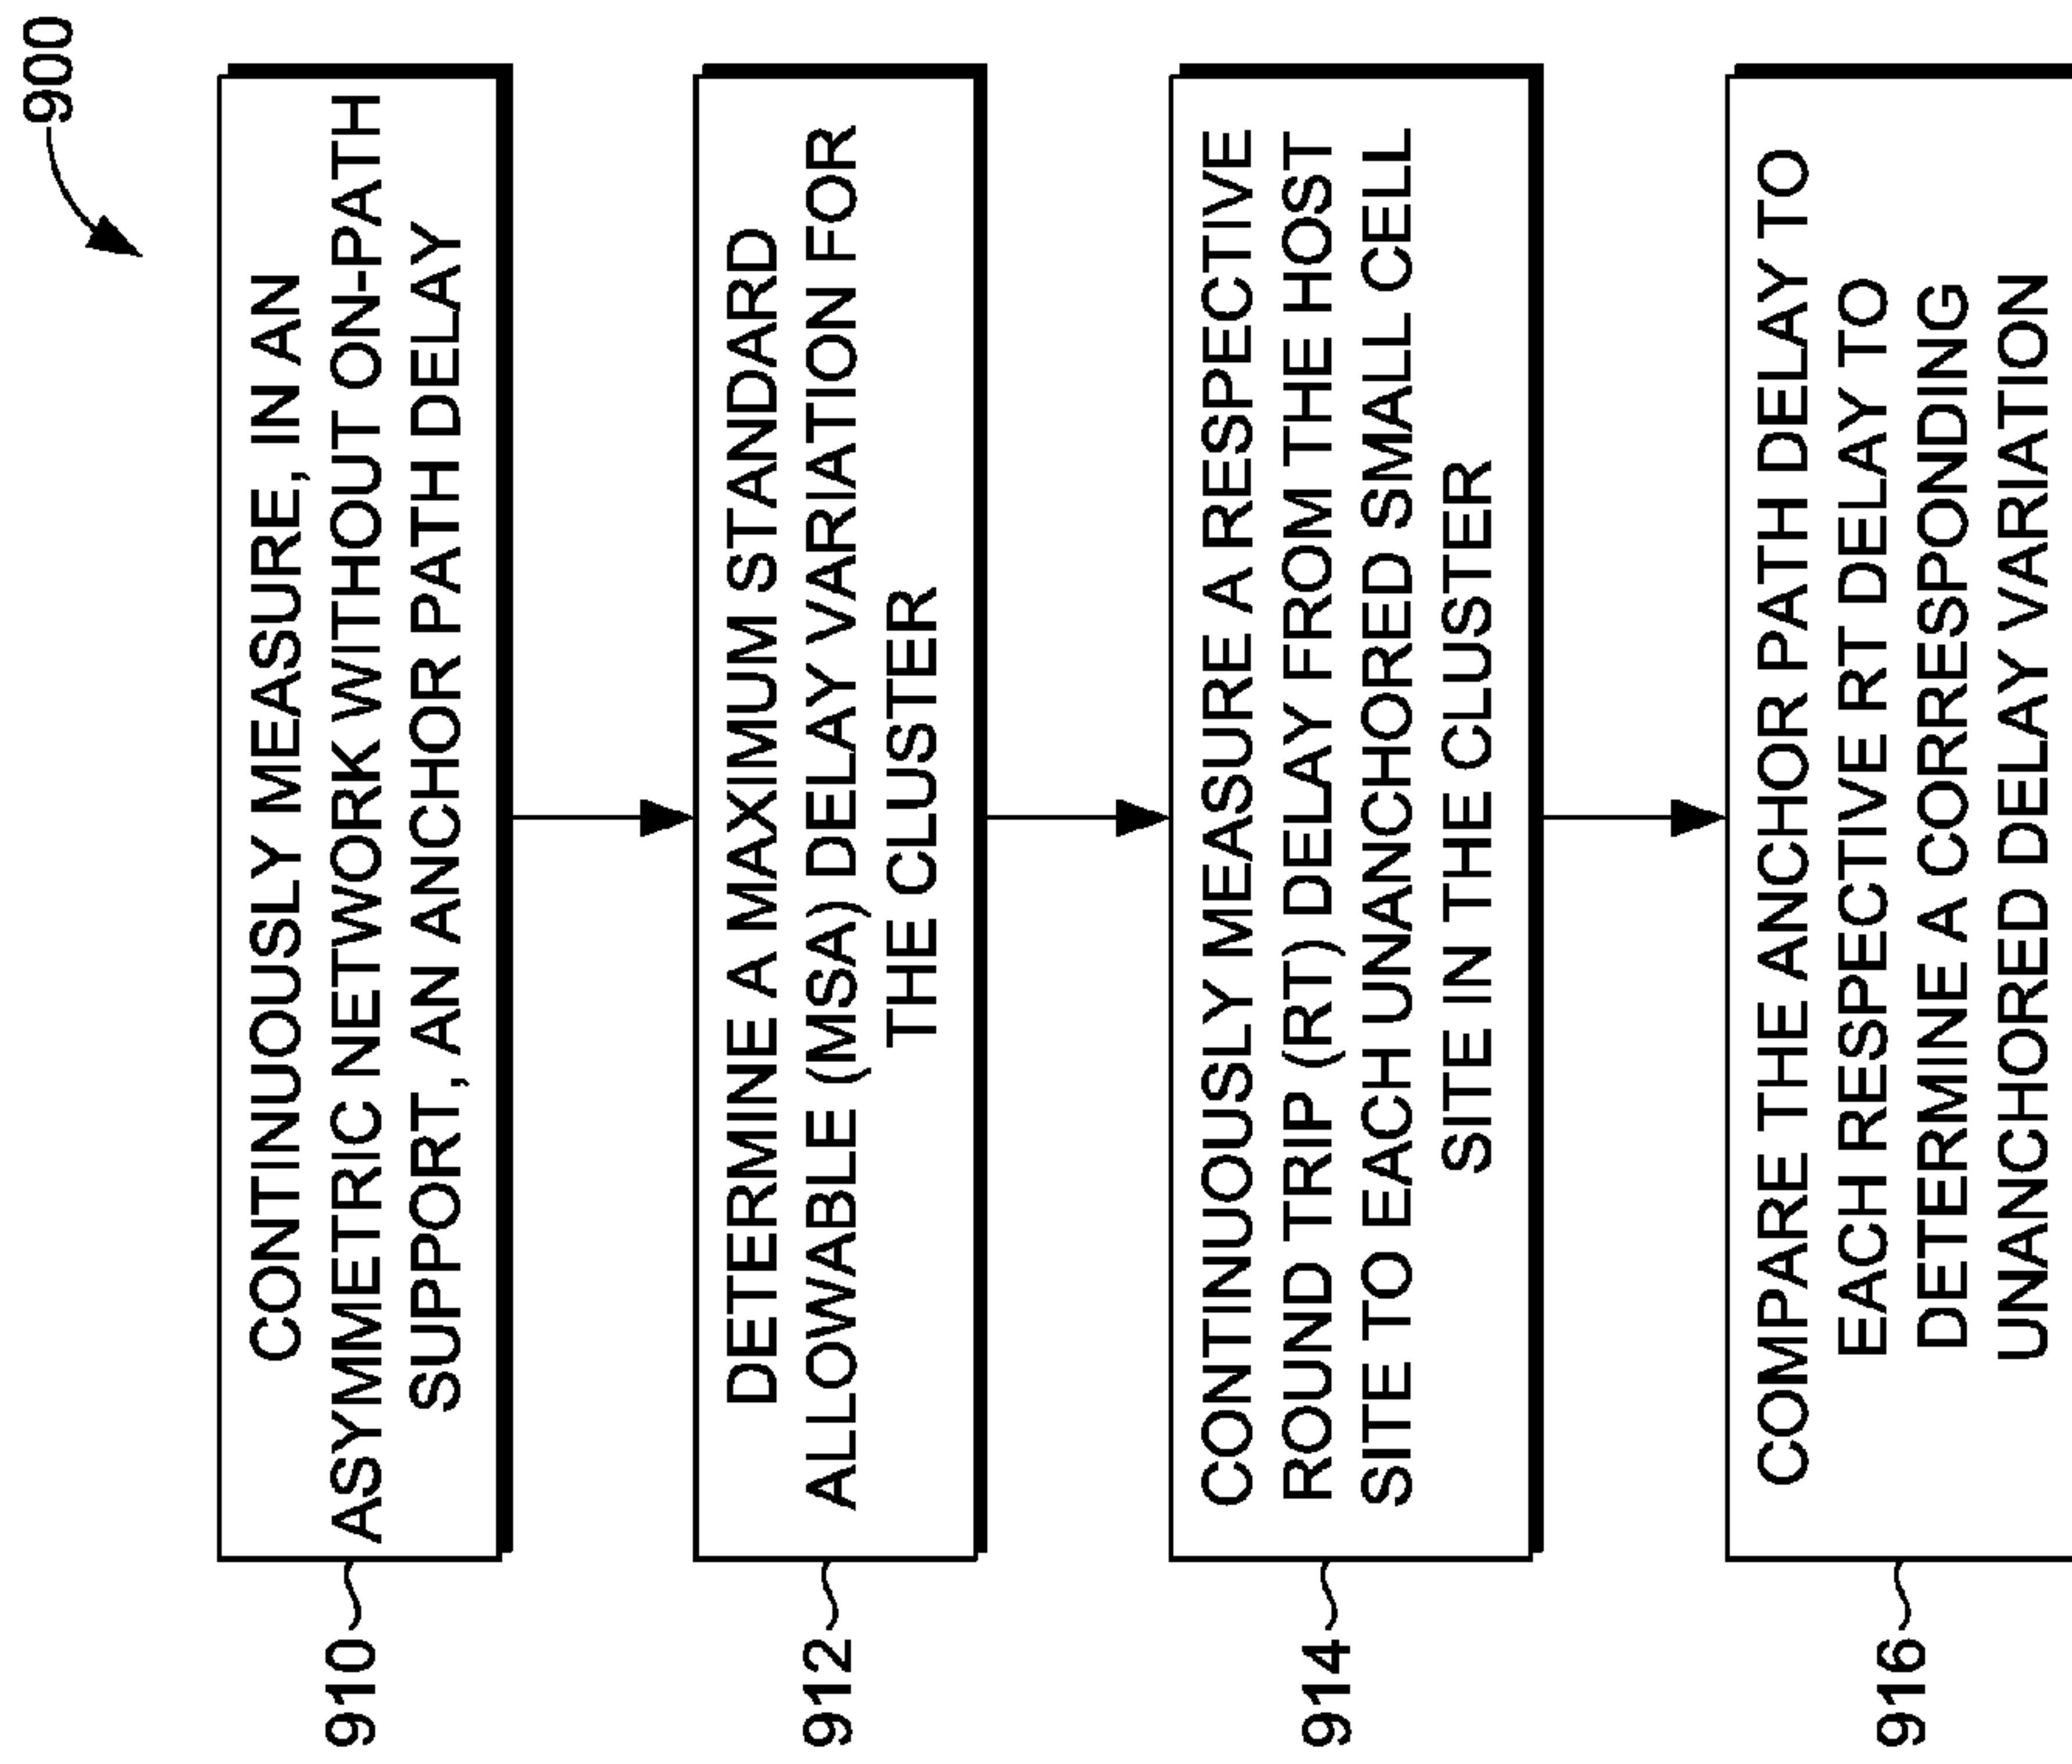 900
910
CONTINUOUSLY MEASURE, IN AN
ASYMMETRIC NETWORK WITHOUT ON-PATH
SUPPORT, AN ANCHOR PATH DELAY
912
DETERMINE A MAXIMUM STANDARD
ALLOWABLE (MSA) DELAY VARIATION FOR
THE CLUSTER
914
CONTINUOUSLY MEASURE A RESPECTIVE
ROUND TRIP (RT) DELAY FROM THE HOST
SITE TO EACH UNANCHORED SMALL CELL
SITE IN THE CLUSTER
916
COMPARE THE ANCHOR PATH DELAY TO
EACH RESPECTIVE RT DELAY TO
DETERMINE A CORRESPONDING
UNANCHORED DELAY VARIATION